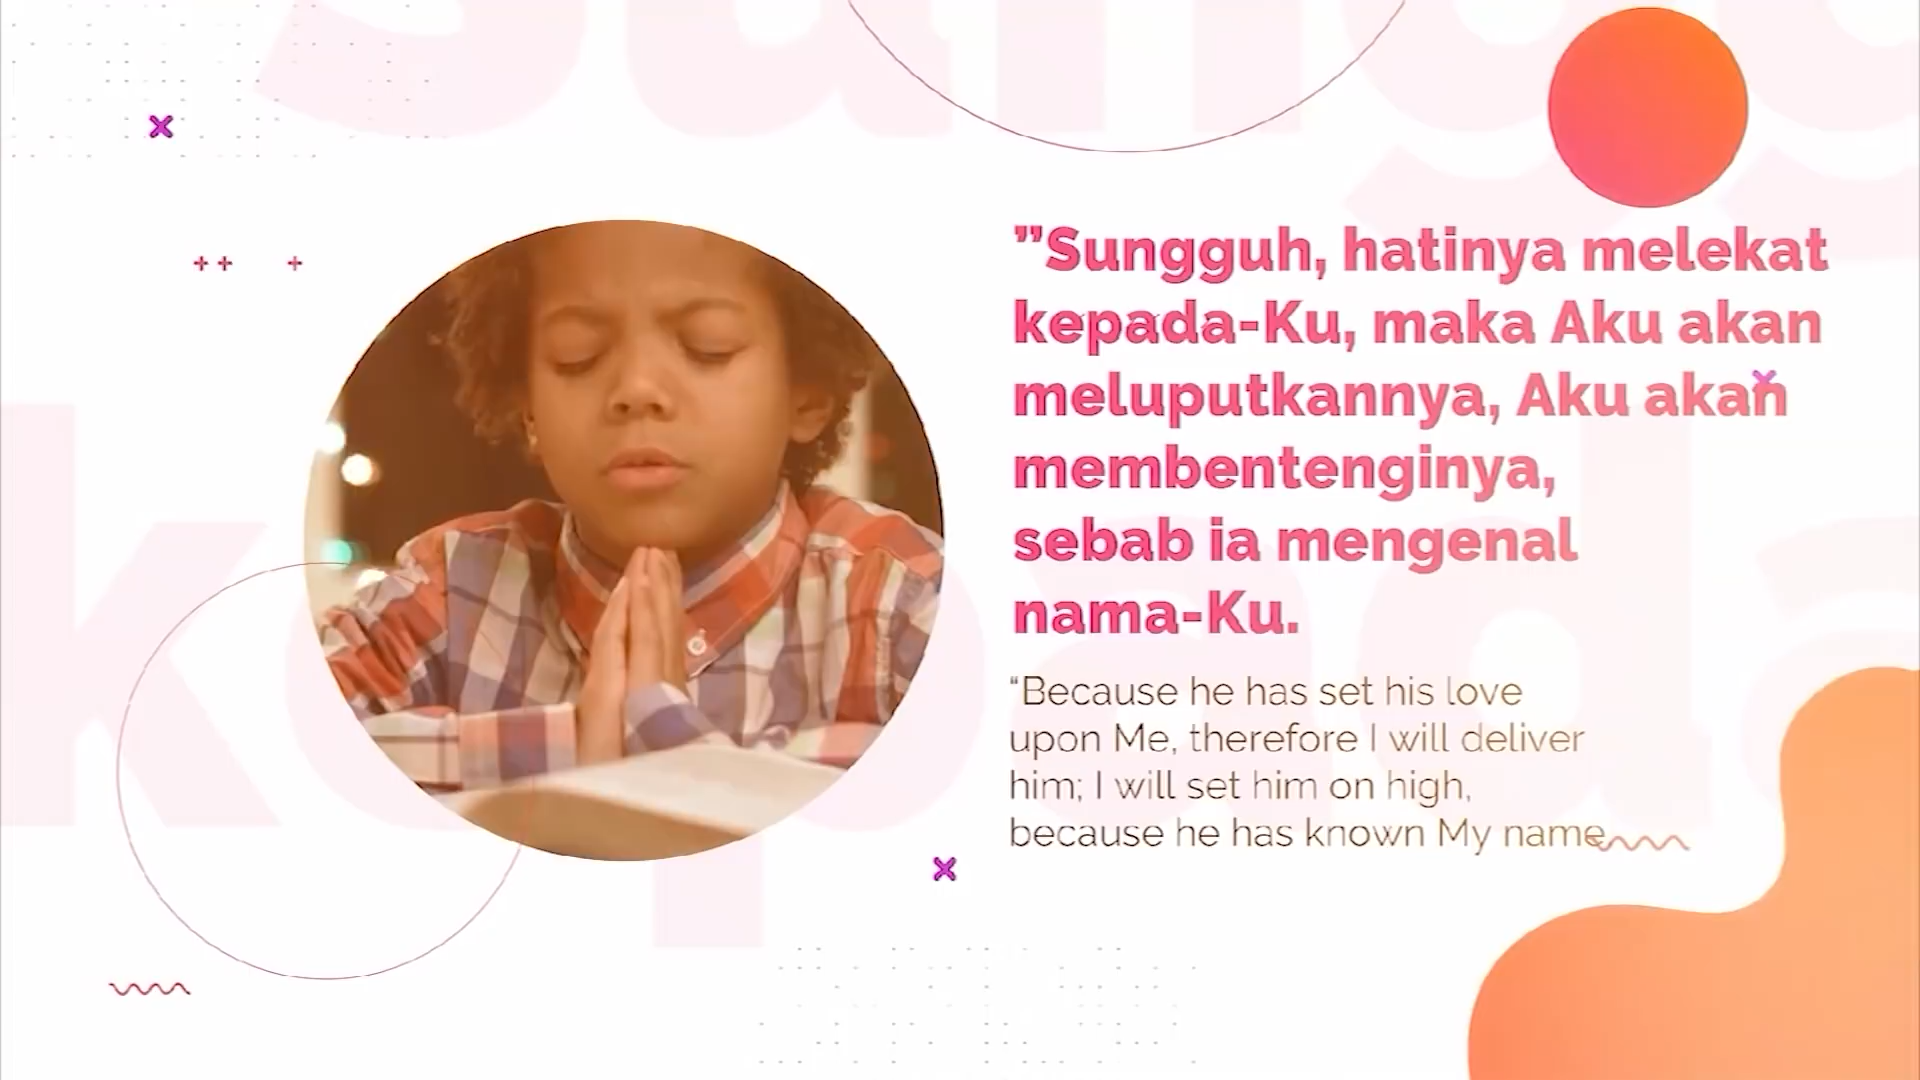 ”Sungguh, hatinya melekat
kepada-Ku, maka Aku akan
meluputkannya, Aku akan
membentenginya,
sebab ia mengenal
nama-Ku.
“Because he has set his love
upon Me, therefore I will deliver
him; I will set him on high,
because he has known My name